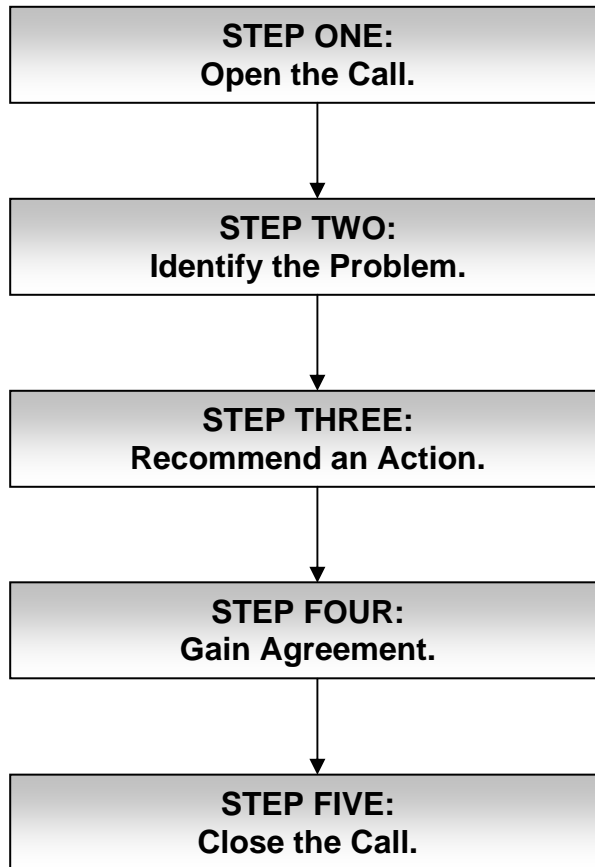 STEP ONE:
Open the Call.
STEP TWO:
Identify the Problem.
STEP THREE:
Recommend an Action.
STEP FOUR:
Gain Agreement.
STEP FIVE:
Close the Call.